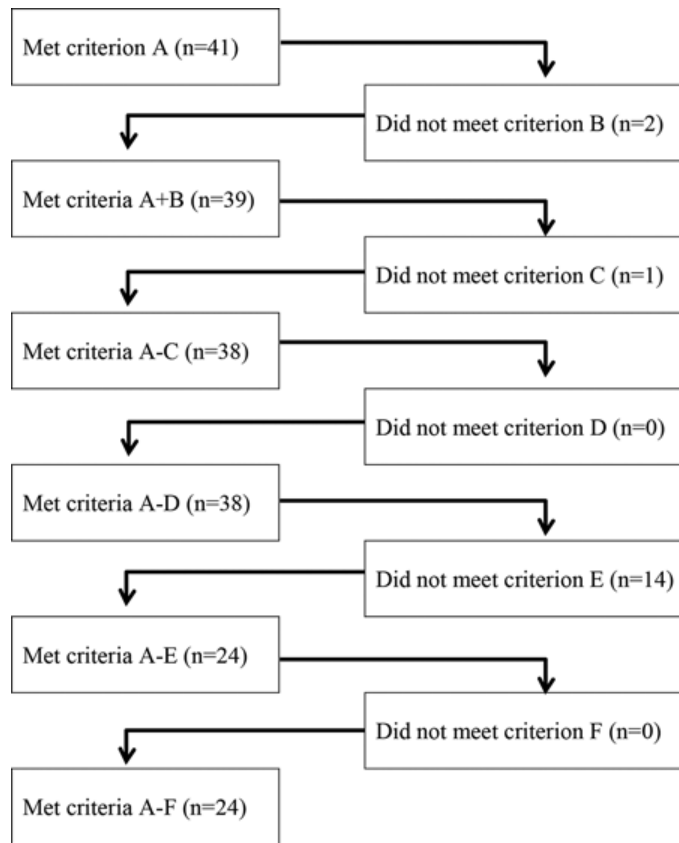 Met criterion A (n=41)
Did not meet criterion B (n=2)
Met criteria A+B (n=39)
Did not meet criterion C (n=1)
Met criteria A-C (n=38)
Did not meet criterion D (n=0)
Met criteria A-D (n=38)
Did not meet criterion E (n=14)
Met criteria A-E (n=24)
Did not meet criterion F (n=0)
Met criteria A-F (n=24)